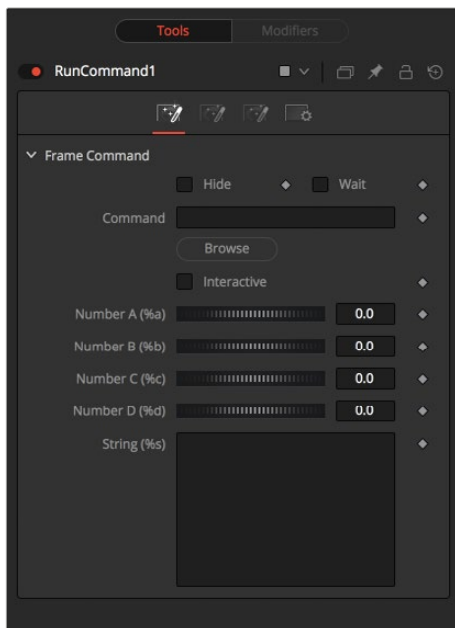 Tools Modifiers
RunCommand1
Frame Command
Hide Wait
Command
Browse
Interactive
Number A (%a) 0.0
Number B (%b) 0.0
Number C (%c) 0.0
Number D (%d) 0.0
String (%s)